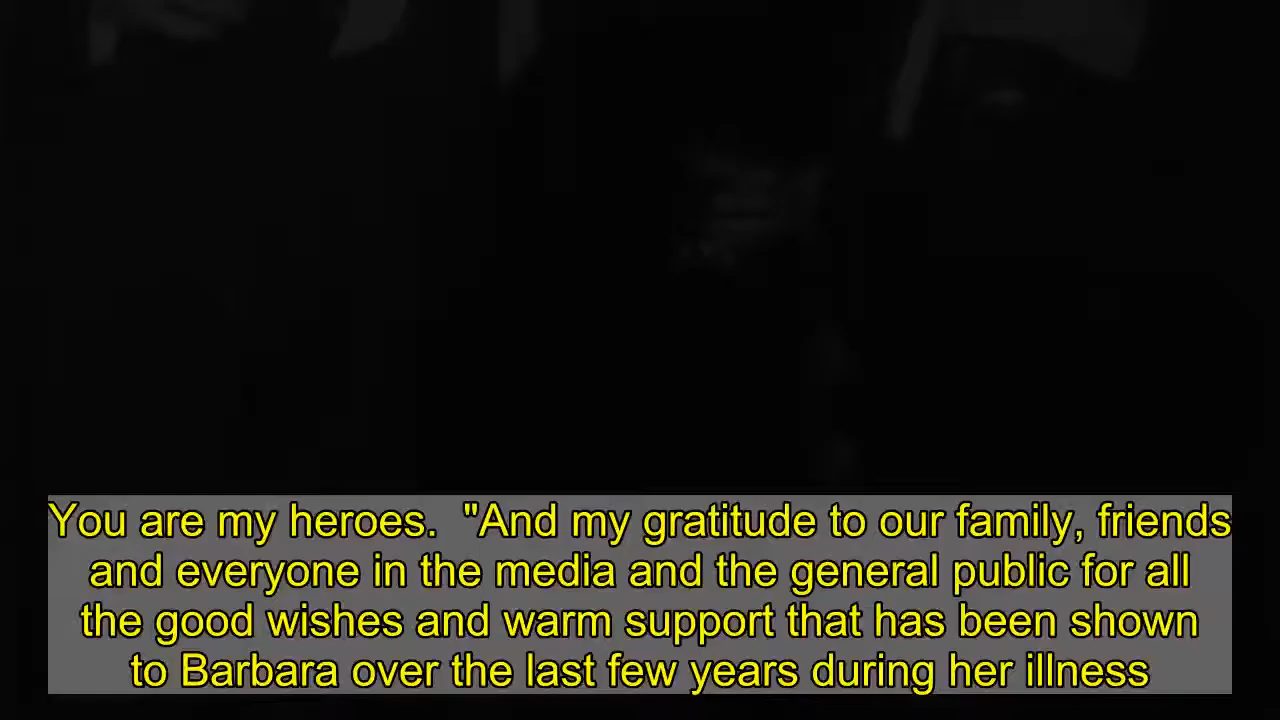 You are my heroes.  "And my gratitude to our family, friends
and everyone in the media and the general public for all
the good wishes and warm support that has been shown
to Barbara over the last few years during her illness